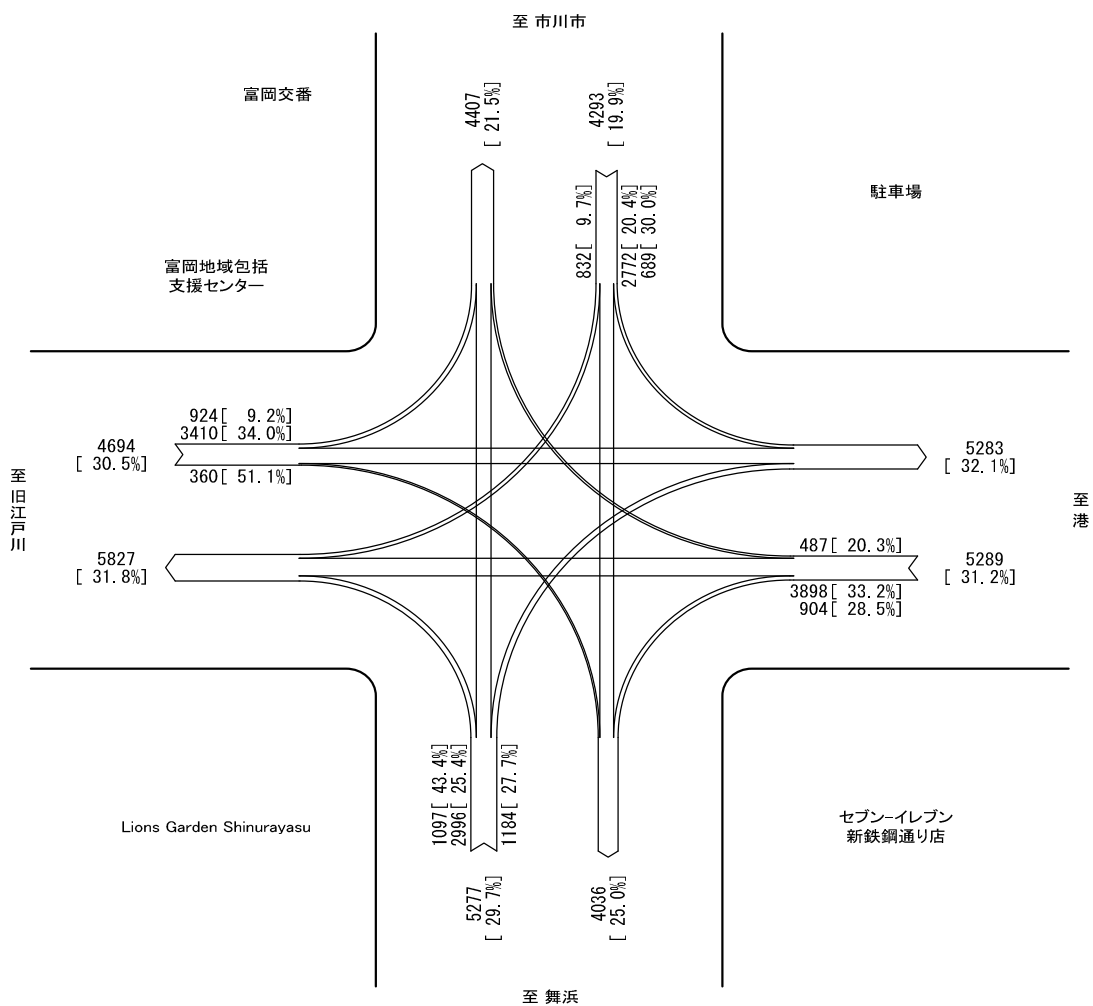 至 市川市
富岡交番
4407
[ 21.5%]
4293
[ 19.9%]
駐車場
832[ 9.7%]
2772[ 20.4%]
689[ 30.0%]
富岡地域包括
支援センター
924[ 9.2%]
3410[ 34.0%]
360[ 51.1%]
4694
[ 30.5%]
5283
[ 32.1%]
至 旧江戸川
至 港
5827
[ 31.8%]
487[ 20.3%]
3898[ 33.2%]
904[ 28.5%]
5289
[ 31.2%]
1097[ 43.4%]
2996[ 25.4%]
1184[ 27.7%]
Lions Garden Shinurayasu
セブン-イレブン
新鉄鋼通り店
5277
[ 29.7%]
4036
[ 25.0%]
至 舞浜